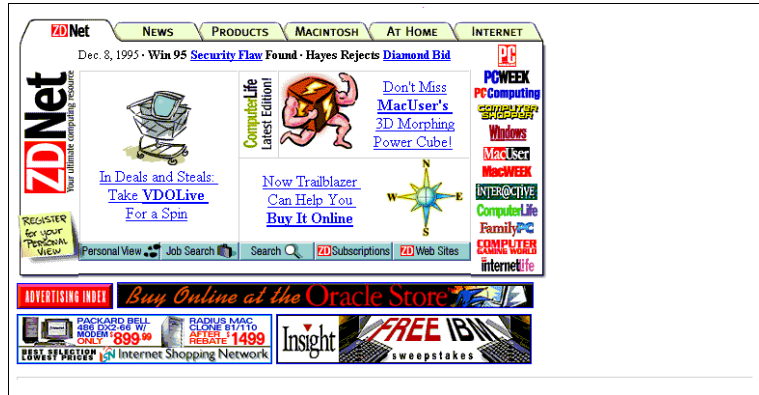 ZDNet
NEWS
PRODUCTS
MACINTOSH
AT HOME
INTERNET
Dec. 8, 1995 · Win 95 Security Flaw Found · Hayes Rejects Diamond Bid
ZDNet
Your ultimate computing resource
In Deals and Steals:
Take VDOLive
For a Spin
ComputerLife
Latest Edition!
Don't Miss
MacUser's
3D Morphing
Power Cube!
Now Trailblazer
Can Help You
Buy It Online
N
W
E
S
REGISTER
for your
PERSONAL
VIEW
Personal View
Job Search
Search
ZD Subscriptions
ZD Web Sites
PC
PCWEEK
PCComputing
COMPUTER
SHOPPER
Windows
MacUser
MacWEEK
INTER@CTIVE
ComputerLife
FamilyPC
COMPUTER
GAMING WORLD
internetlife
ADVERTISING INDEX
Buy Online at the Oracle Store
PACKARD BELL
486 DX2-66 W/
MODEM
ONLY $899.99
RADIUS MAC
CLONE 81/110
AFTER
REBATE $1499
BEST SELECTION
LOWEST PRICES
ISN Internet Shopping Network
Insight
FREE IBM
sweepstakes